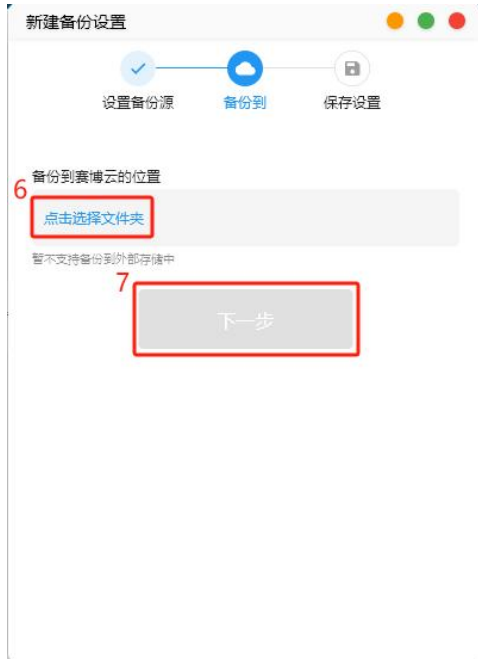 新建备份设置
设置备份源 备份到 保存设置
备份到赛博云的位置
6
点击选择文件夹
暂不支持备份到外部存储中
7
下一步